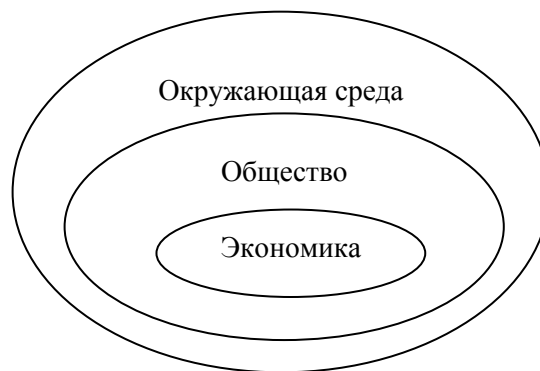 Окружающая среда
Общество
Экономика